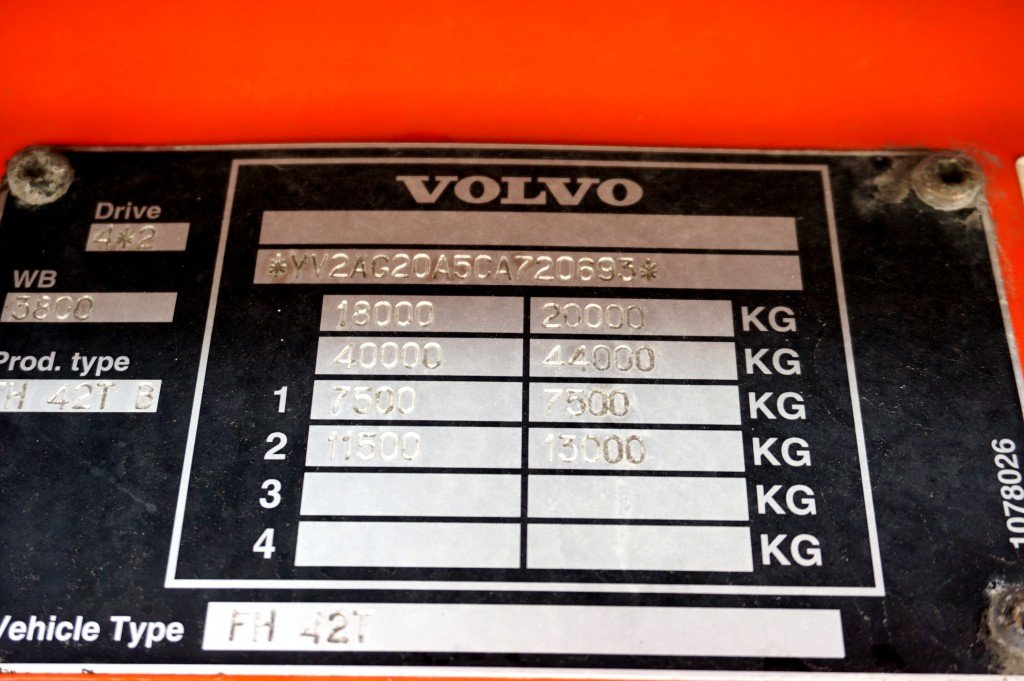 VOLVO
Drive
4*2
*YV2AG20A5CA720693*
WB
3800
18000 20000 KG
40000 44000 KG
Prod. type
FH 42T B
1 7500 7500 KG
2 11500 13000 KG
3 KG
4 KG
1078026
Vehicle Type FH 42T